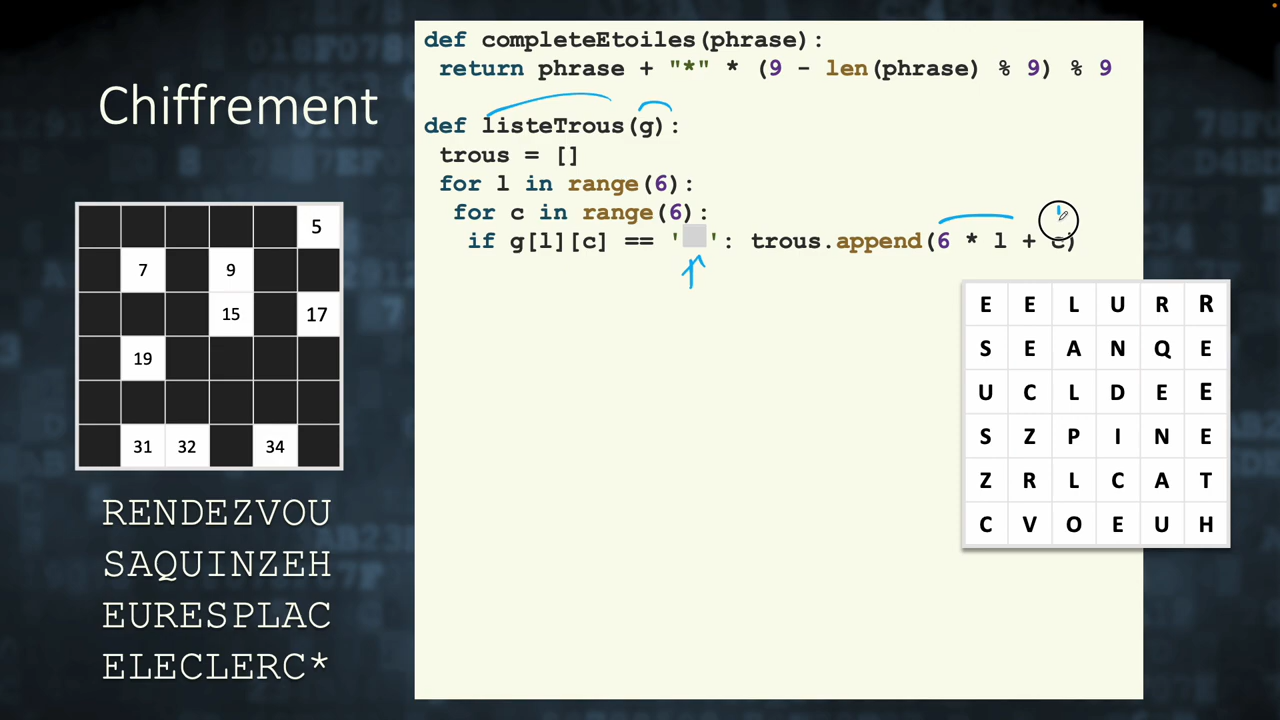 Chiffrement
5
7 9
15 17
19
31 32 34
RENDEZVOU
SAQUINZEH
EURESPLAC
ELECLERC*
def completeEtoiles(phrase):
return phrase + "*" * (9 - len(phrase) % 9) % 9
def listeTrous(g):
trous = []
for l in range(6):
for c in range(6):
if g[l][c] == ' ': trous.append(6 * l + c)
E E L U R R
S E A N Q E
U C L D E E
S Z P I N E
Z R L C A T
C V O E U H